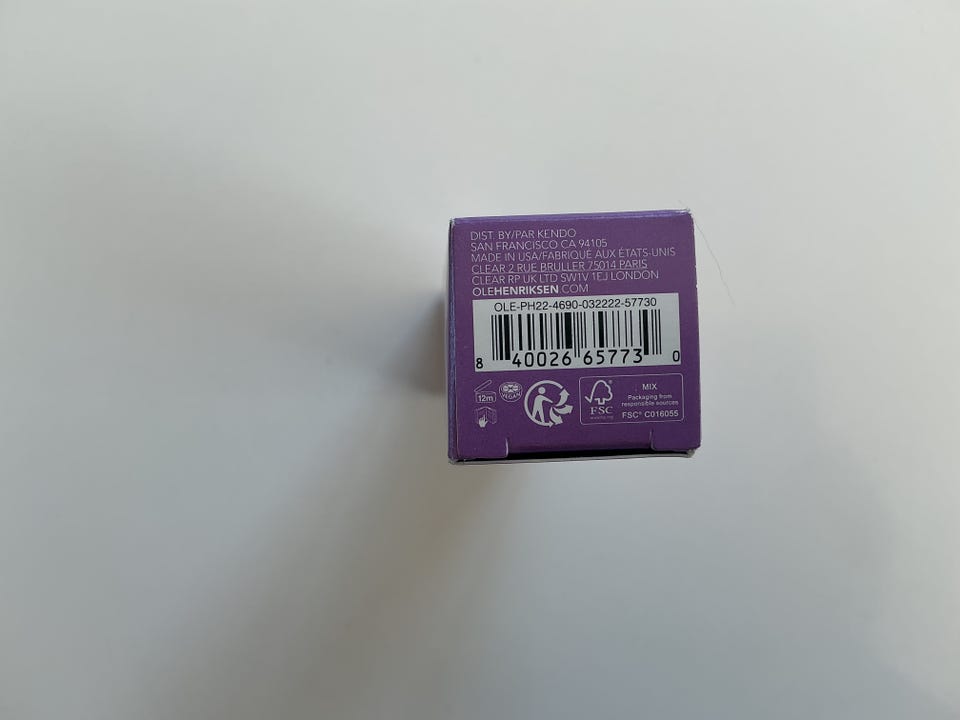 DIST. BY/PAR KENDO
SAN FRANCISCO CA 94105
MADE IN USA/FABRIQUÉ AUX ÉTATS-UNIS
CLEAR 2 RUE BRULLER 75014 PARIS
CLEAR RP UK LTD SW1V 1EJ LONDON
OLEHENRIKSEN.COM
OLE-PH22-4690-032222-57730
8 40026 65773 0
12m
VEGAN
FSC
MIX
Packaging from
responsible sources
FSC® C016055